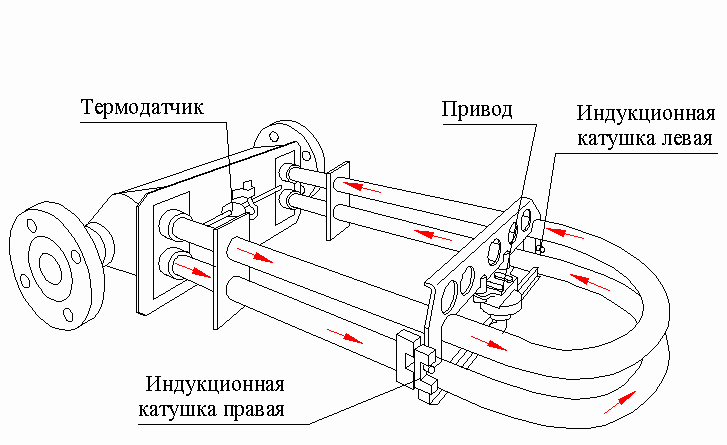 Термодатчик
Привод
Индукционная
катушка левая
Индукционная
катушка правая